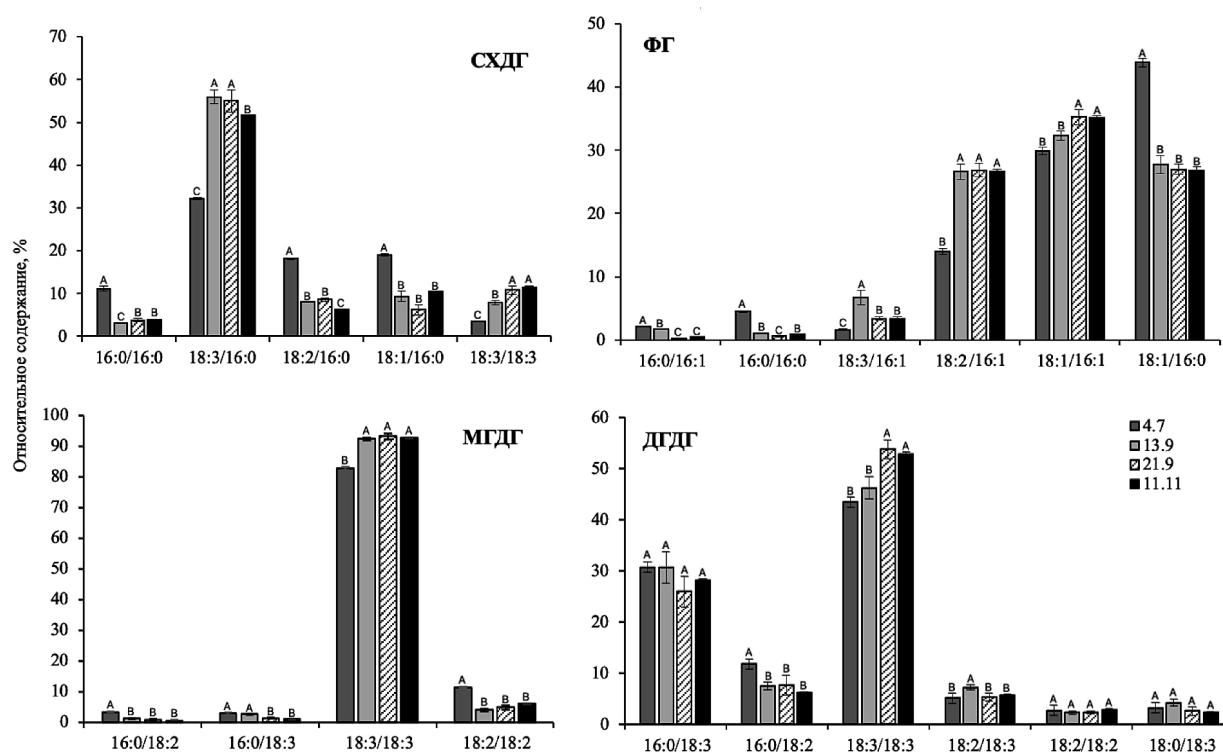 Относительное содержание, %
СХДГ
70
60
50
40
30
20
10
0
A C B B
C A A B
A B B C
A B B B
C B A A
16:0/16:0 18:3/16:0 18:2/16:0 18:1/16:0 18:3/18:3
ФГ
50
40
30
20
10
0
A B C C
A B C B
C A B B
B A A A
B B A A
A B B B
16:0/16:1 16:0/16:0 18:3/16:1 18:2/16:1 18:1/16:1 18:1/16:0
МГДГ
100
90
80
70
60
50
40
30
20
10
0
A B B B
A A B B
B A A A
A B B B
16:0/18:2 16:0/18:3 18:3/18:3 18:2/18:2
ДГДГ
60
50
40
30
20
10
0
A A A A
A B B B
B B A A
B A B B
A A A A
A A B B
16:0/18:3 16:0/18:2 18:3/18:3 18:2/18:3 18:2/18:2 18:0/18:3
4.7
13.9
21.9
11.11